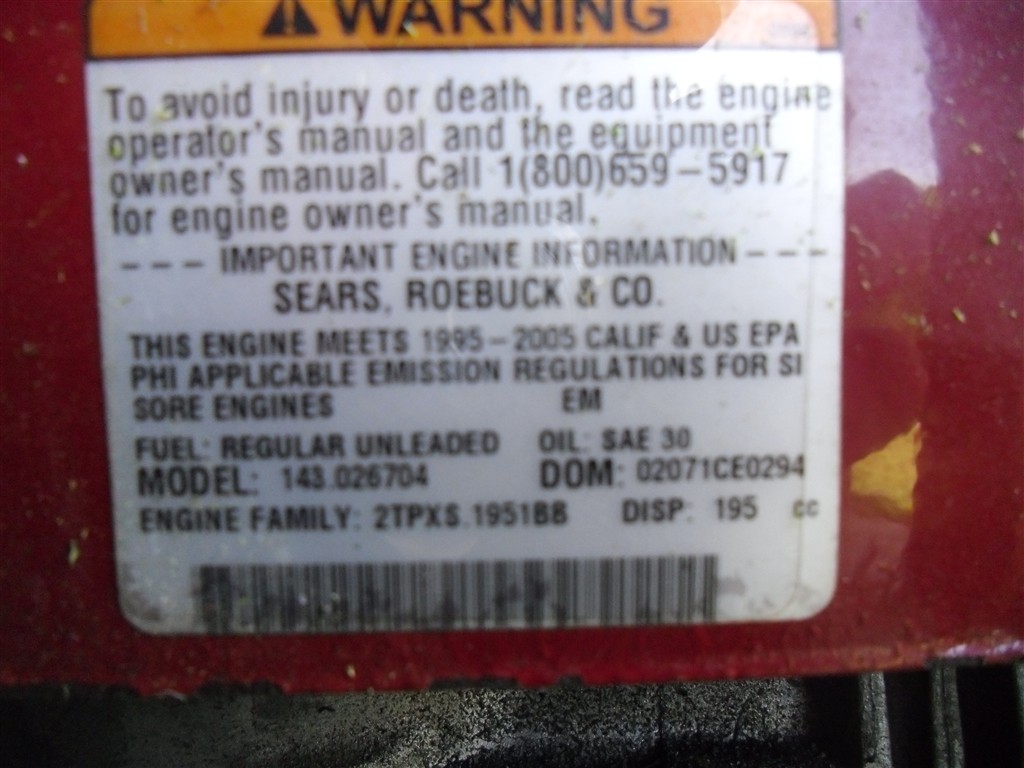 WARNING
To avoid injury or death, read the engine
operator's manual and the equipment
owner's manual. Call 1(800)659-5917
for engine owner's manual.
--- IMPORTANT ENGINE INFORMATION ---
SEARS, ROEBUCK & CO.
THIS ENGINE MEETS 1995-2005 CALIF & US EPA
PHI APPLICABLE EMISSION REGULATIONS FOR SI
SORE ENGINES EM
FUEL: REGULAR UNLEADED OIL: SAE 30
MODEL: 143.026704 DOM: 02071CE0294
ENGINE FAMILY: 2TPXS.1951BB DISP: 195 cc